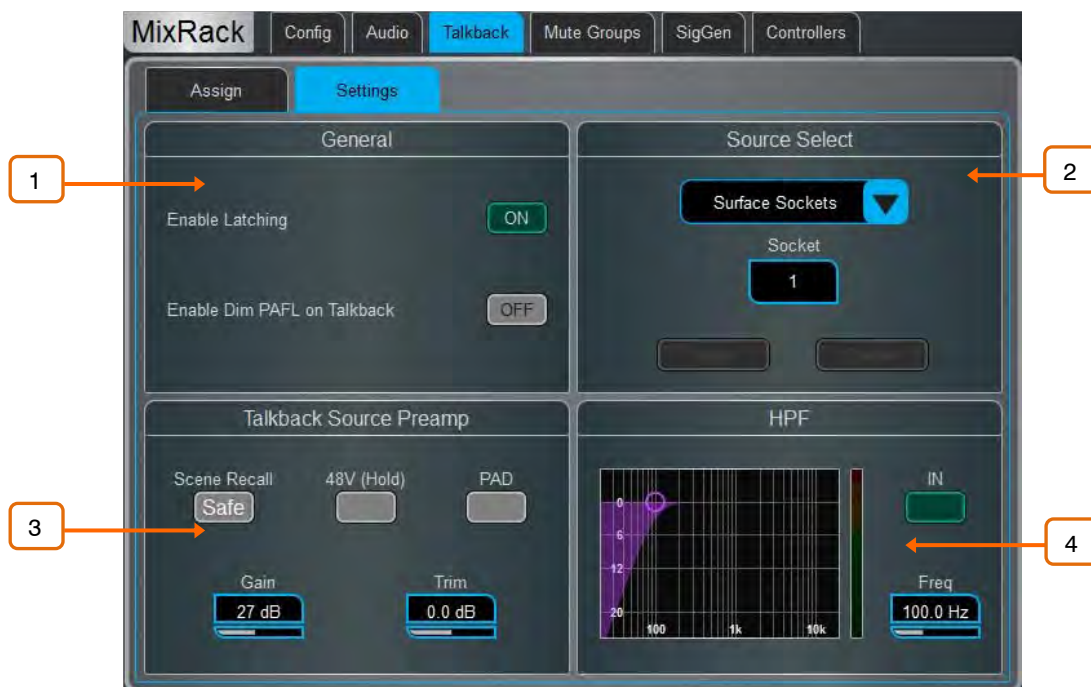 MixRack Config Audio Talkback Mute Groups SigGen Controllers
Assign Settings
General
1
Enable Latching ON
Enable Dim PAFL on Talkback OFF
Source Select
2
Surface Sockets
Socket
1
Talkback Source Preamp
Scene Recall 48V (Hold) PAD
Safe
3
Gain Trim
27 dB 0.0 dB
HPF
0
6
12
20
100 1k 10k
IN
4
Freq
100.0 Hz